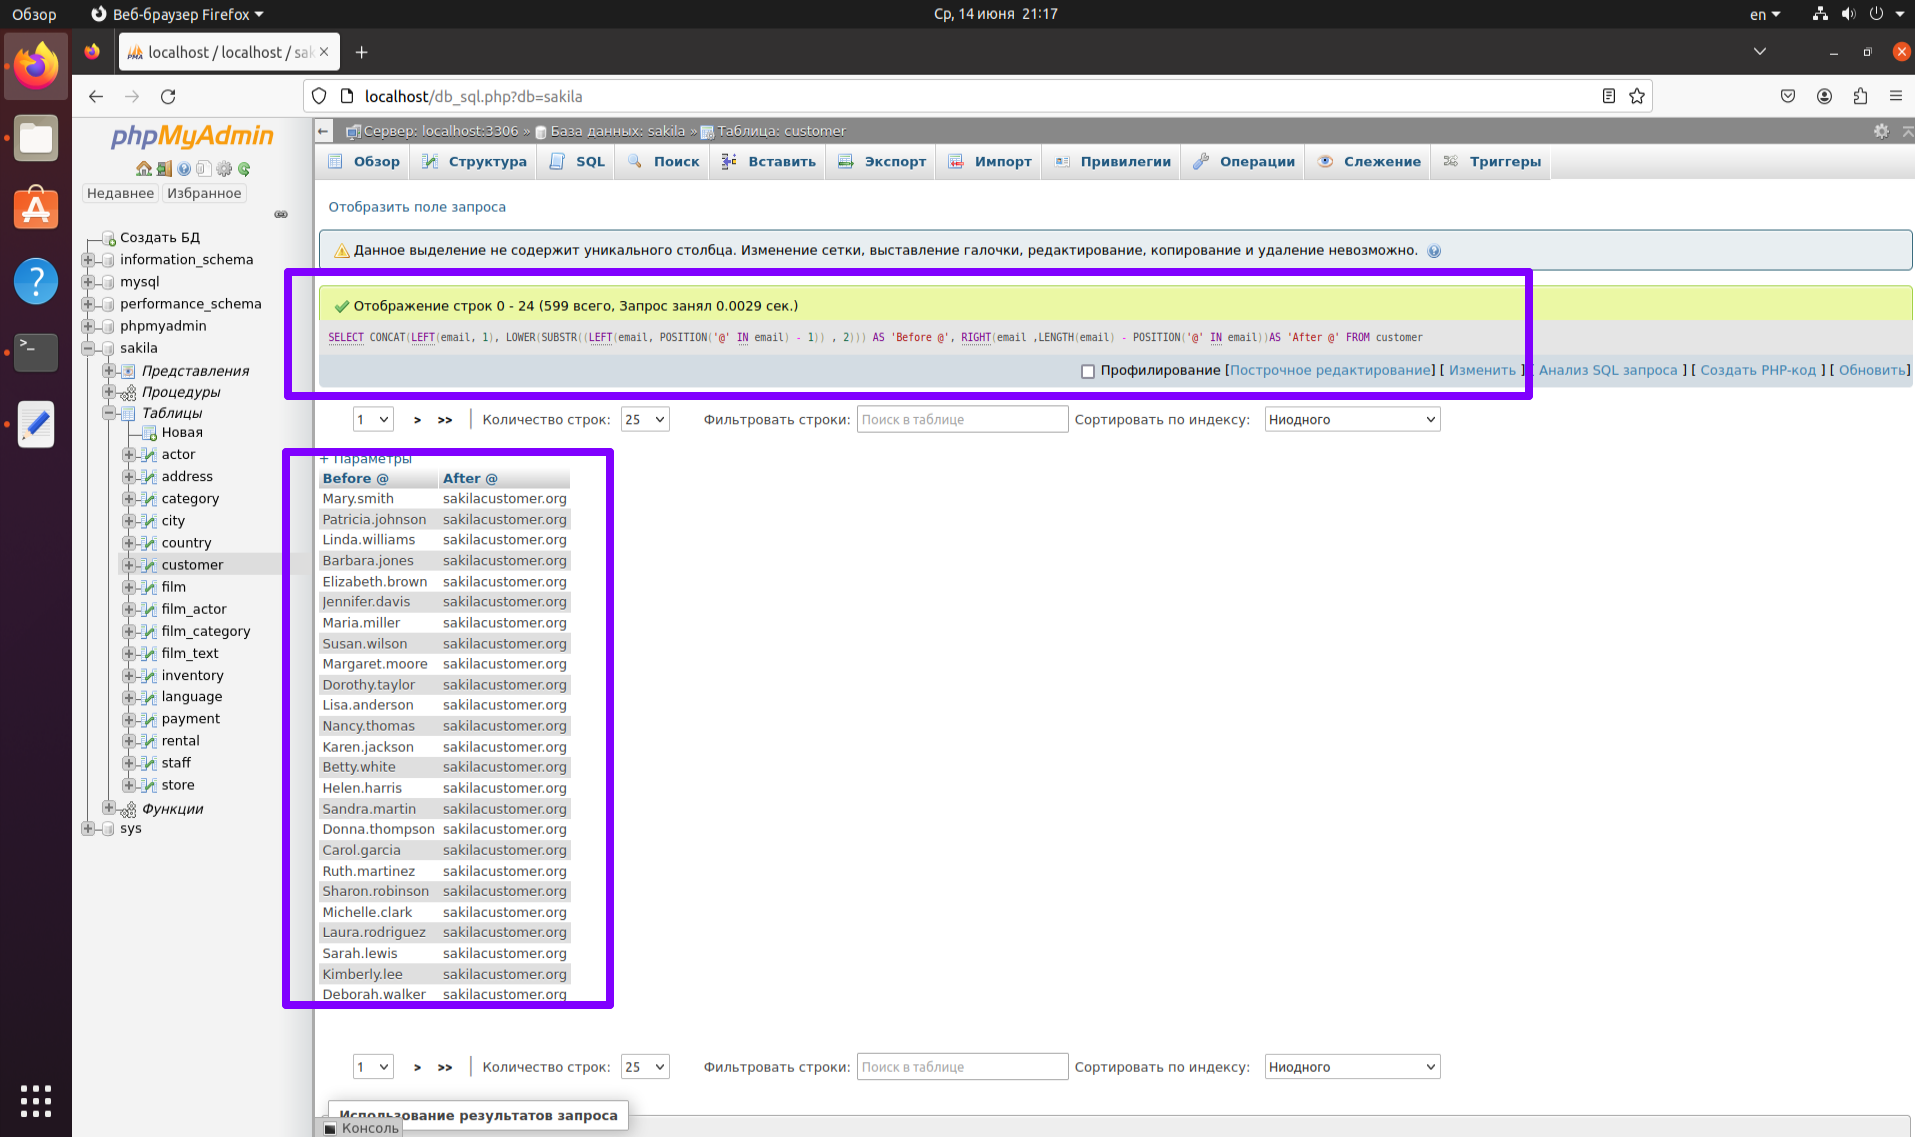 Обзор
Веб-браузер Firefox
Ср, 14 июня 21:17
en
localhost / localhost / sak
localhost/db_sql.php?db=sakila
phpMyAdmin
Недавнее Избранное
Создать БД
information_schema
mysql
performance_schema
phpmyadmin
sakila
Представления
Процедуры
Таблицы
Новая
actor
address
category
city
country
customer
film
film_actor
film_category
film_text
inventory
language
payment
rental
staff
store
Функции
sys
Сервер: localhost:3306 » База данных: sakila » Таблица: customer
Обзор Структура SQL Поиск Вставить Экспорт Импорт Привилегии Операции Слежение Триггеры
Отобразить поле запроса
Данное выделение не содержит уникального столбца. Изменение сетки, выставление галочки, редактирование, копирование и удаление невозможно.
Отображение строк 0 - 24 (599 всего, Запрос занял 0.0029 сек.)
SELECT CONCAT(LEFT(email, 1), LOWER(SUBSTR((LEFT(email, POSITION('@' IN email) - 1)) , 2))) AS 'Before @', RIGHT(email ,LENGTH(email) - POSITION('@' IN email))AS 'After @' FROM customer
Профилирование [Построчное редактирование] [ Изменить ] [ Анализ SQL запроса ] [ Создать PHP-код ] [ Обновить]
1 > >> Количество строк: 25 Фильтровать строки: Поиск в таблице Сортировать по индексу: Ниодного
+ Параметры
Before @ After @
Mary.smith sakilacustomer.org
Patricia.johnson sakilacustomer.org
Linda.williams sakilacustomer.org
Barbara.jones sakilacustomer.org
Elizabeth.brown sakilacustomer.org
Jennifer.davis sakilacustomer.org
Maria.miller sakilacustomer.org
Susan.wilson sakilacustomer.org
Margaret.moore sakilacustomer.org
Dorothy.taylor sakilacustomer.org
Lisa.anderson sakilacustomer.org
Nancy.thomas sakilacustomer.org
Karen.jackson sakilacustomer.org
Betty.white sakilacustomer.org
Helen.harris sakilacustomer.org
Sandra.martin sakilacustomer.org
Donna.thompson sakilacustomer.org
Carol.garcia sakilacustomer.org
Ruth.martinez sakilacustomer.org
Sharon.robinson sakilacustomer.org
Michelle.clark sakilacustomer.org
Laura.rodriguez sakilacustomer.org
Sarah.lewis sakilacustomer.org
Kimberly.lee sakilacustomer.org
Deborah.walker sakilacustomer.org
1 > >> Количество строк: 25 Фильтровать строки: Поиск в таблице Сортировать по индексу: Ниодного
Использование результатов запроса
Консоль